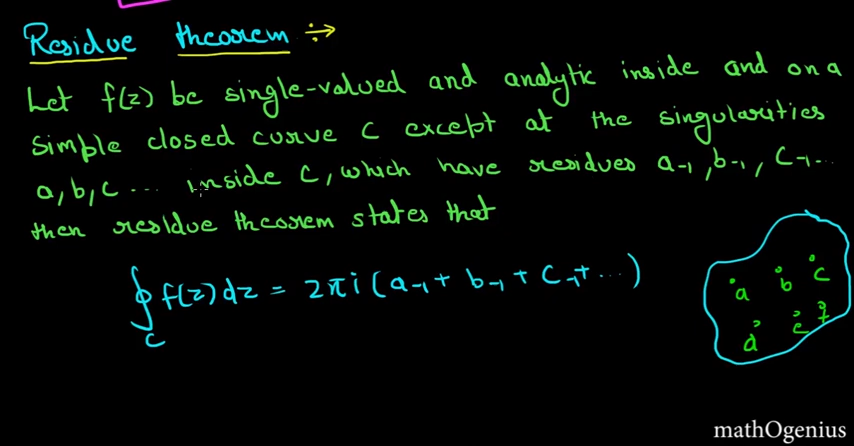 Residue theorem ÷→
Let f(z) be single-valued and analytic inside and on a
simple closed curve C except at the singularities
a, b, c ... inside C, which have residues a₋₁, b₋₁, C₋₁...
then residue theorem states that
∮_C f(z)dz = 2πi(a₋₁ + b₋₁ + C₋₁ + ...)
a b c
d e f
mathOgenius